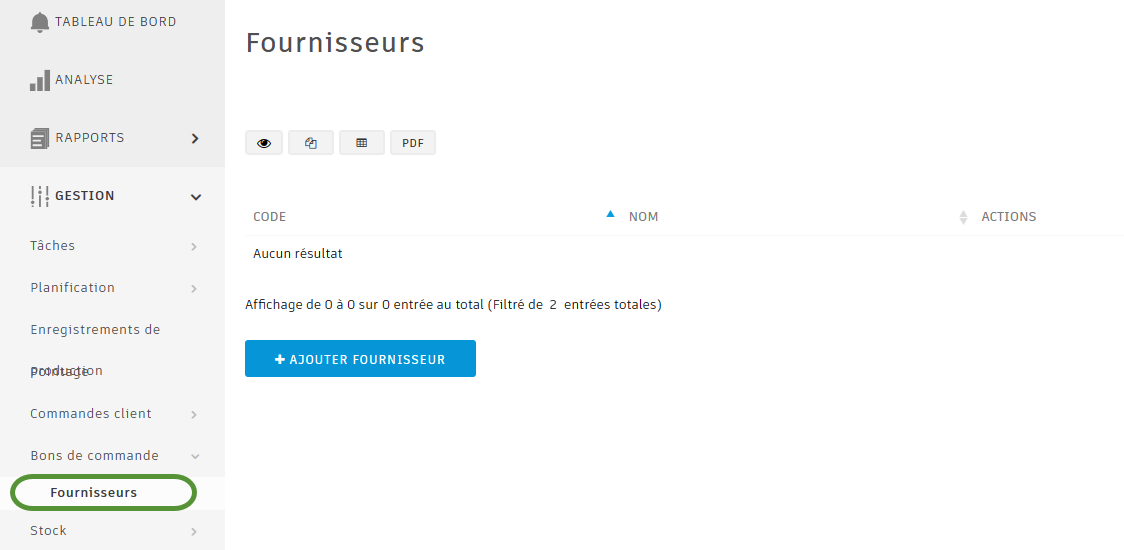 TABLEAU DE BORD
ANALYSE
RAPPORTS
GESTION
Tâches
Planification
Enregistrements de
production
Pointage
Commandes client
Bons de commande
Fournisseurs
Stock
Fournisseurs
PDF
CODE NOM ACTIONS
Aucun résultat
Affichage de 0 à 0 sur 0 entrée au total (Filtré de 2 entrées totales)
AJOUTER FOURNISSEUR